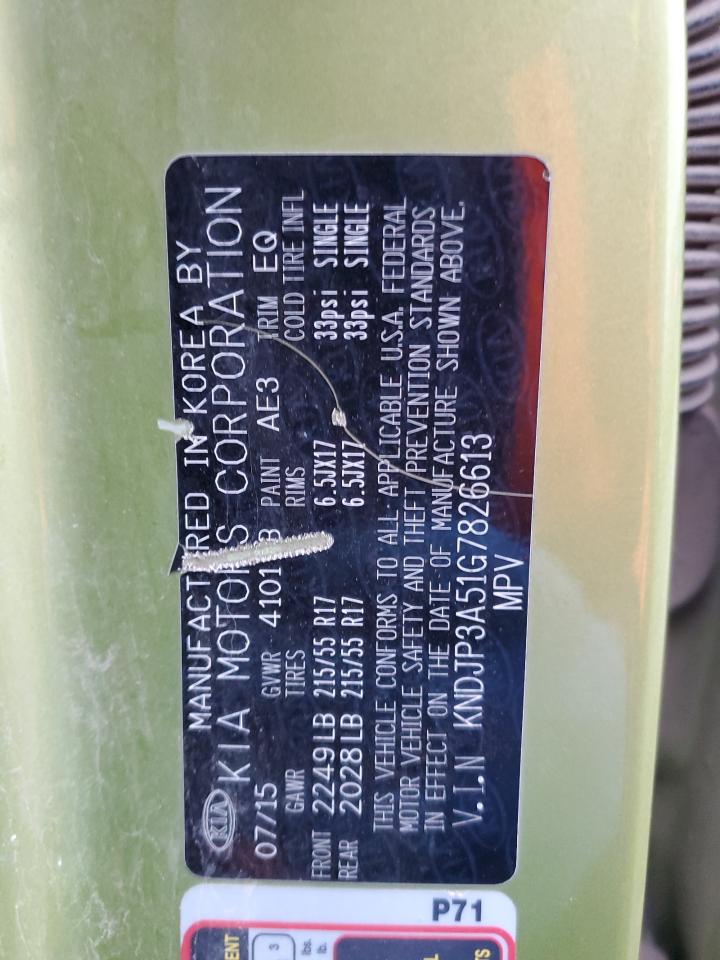 MANUFACTURED IN KOREA BY
KIA KIA MOTORS CORPORATION
07/15 GVWR PAINT AE3 TRIM EQ
GAWR TIRES RIMS COLD TIRE INFL
FRONT 2249LB 215/55 R17 6.5JX17 33psi SINGLE
REAR 2028LB 215/55 R17 6.5JX17 33psi SINGLE
THIS VEHICLE CONFORMS TO ALL APPLICABLE U.S.A. FEDERAL
MOTOR VEHICLE SAFETY AND THEFT PREVENTION STANDARDS
IN EFFECT ON THE DATE OF MANUFACTURE SHOWN ABOVE.
V.I.N KNDJP3A51G7826613
MPV
P71
3
lbs.
lb.